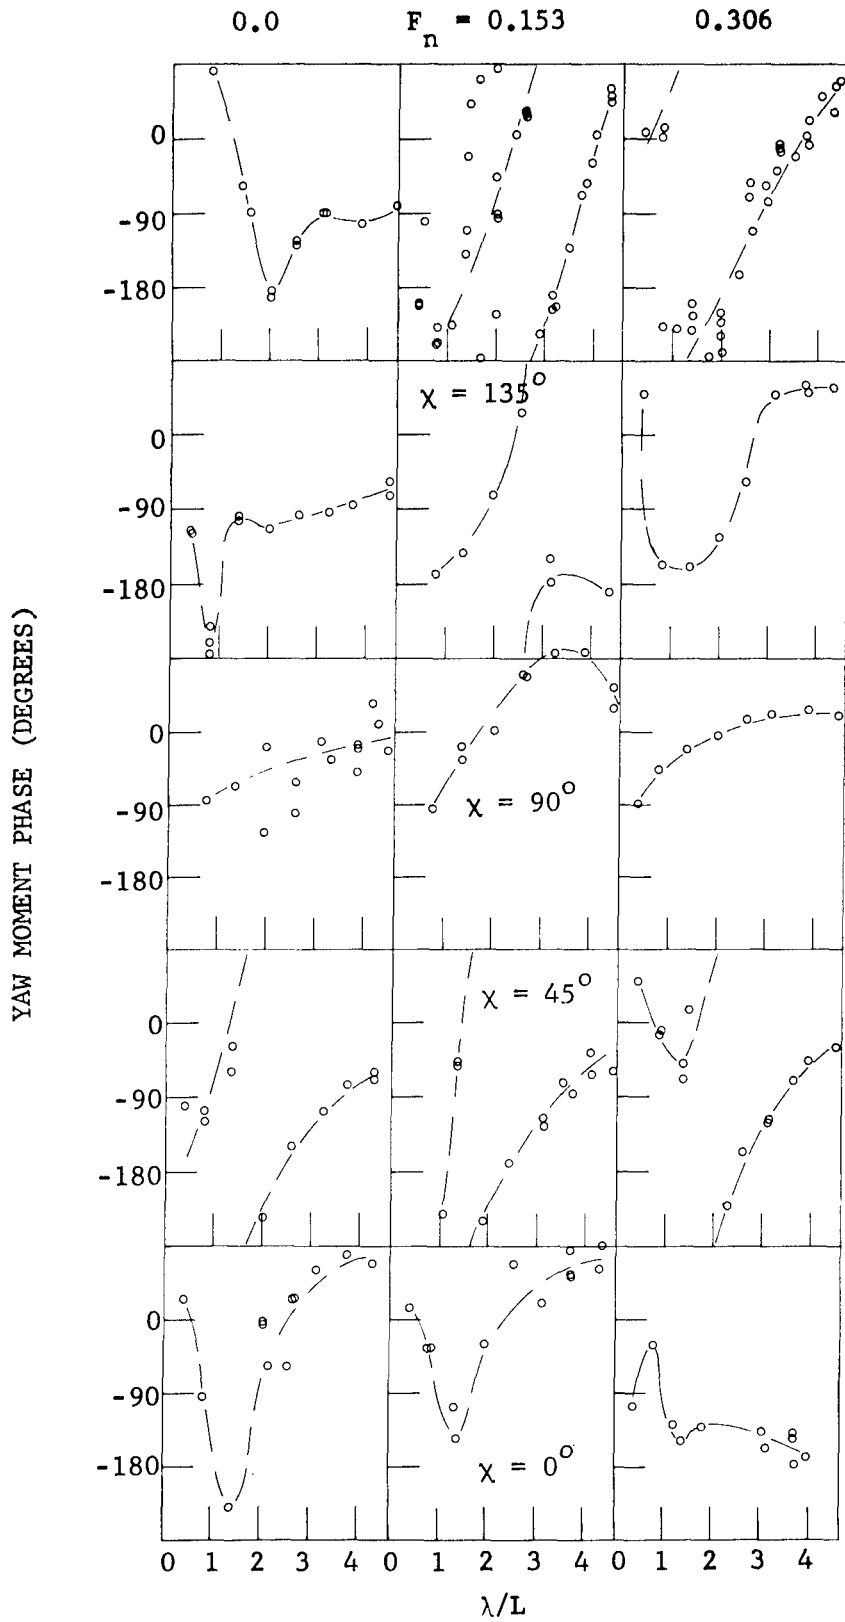 0.0 F_n = 0.153 0.306
0
-90
-180
χ = 135°
0
-90
-180
0
-90
χ = 90°
-180
YAW MOMENT PHASE (DEGREES)
χ = 45°
0
-90
-180
0
-90
-180
χ = 0°
0 1 2 3 4 0 1 2 3 4 0 1 2 3 4
λ/L